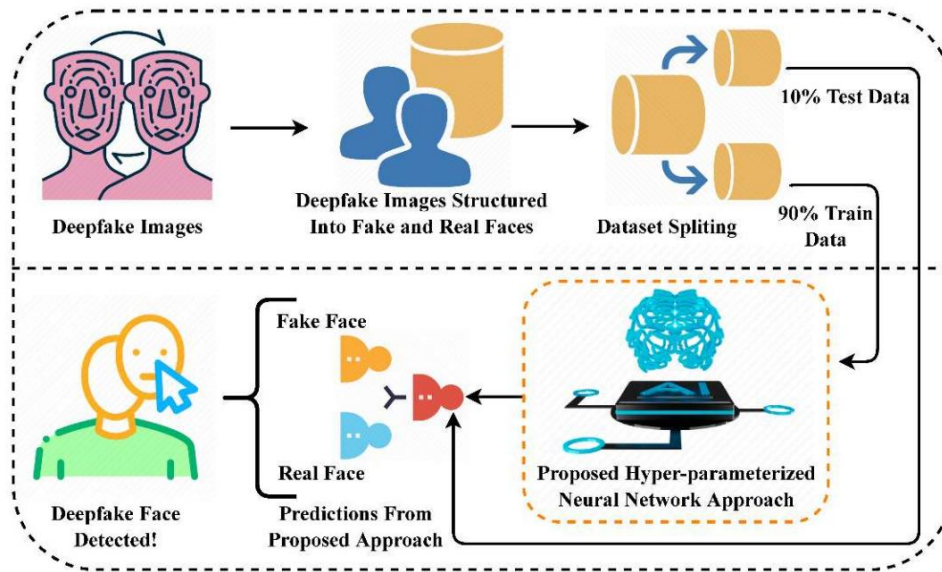 Deepfake Images
Deepfake Images Structured
Into Fake and Real Faces
Dataset Spliting
10% Test Data
90% Train
Data
Fake Face
Real Face
Deepfake Face
Detected!
Predictions From
Proposed Approach
AI
Proposed Hyper-parameterized
Neural Network Approach